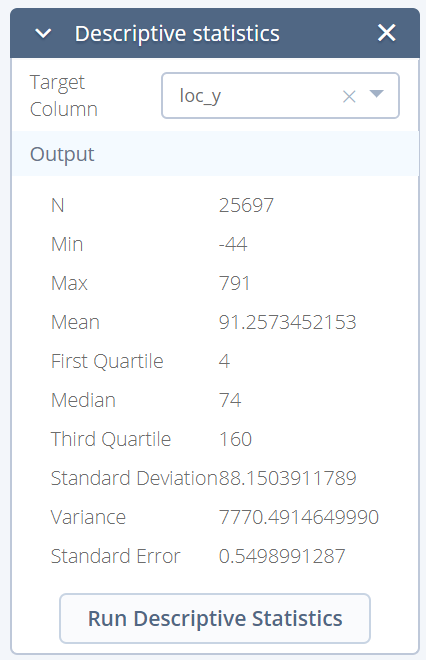 Descriptive statistics
Target
Column
loc_y
Output
N 25697
Min -44
Max 791
Mean 91.2573452153
First Quartile 4
Median 74
Third Quartile 160
Standard Deviation 88.1503911789
Variance 7770.4914649990
Standard Error 0.5498991287
Run Descriptive Statistics